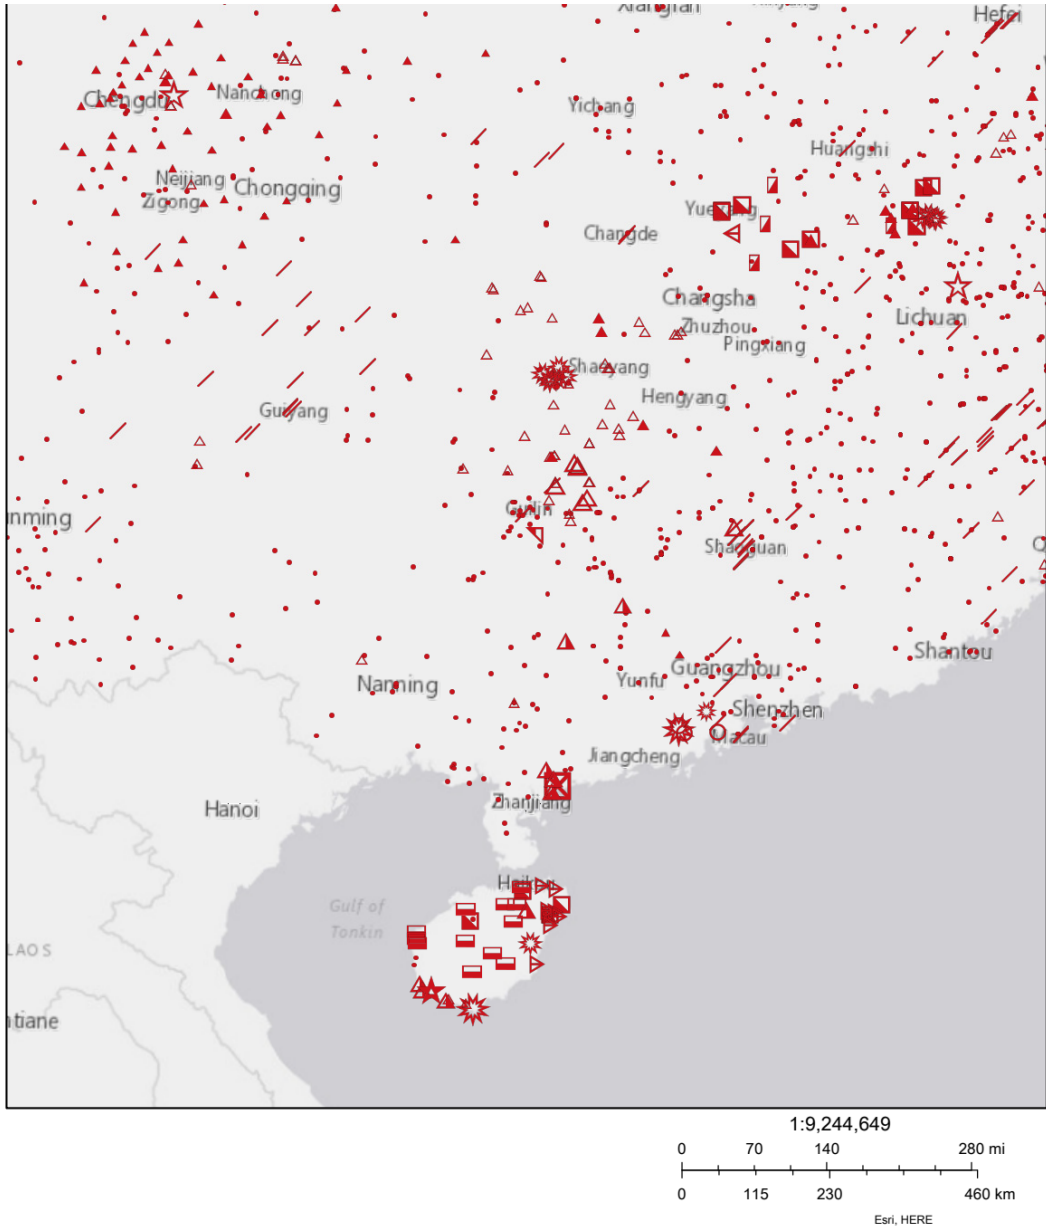 Hefei
Chengdu
Nanchong
Yichang
Huangshi
Neijiang
Zigong
Chongqing
Yueyang
Changde
Changsha
Lichuan
Zhuzhou
Pingxiang
Shaoyang
Hengyang
Guiyang
Guilin
unming
Shaoguan
Q
Shantou
Guangzhou
Yunfu
Nanning
Shenzhen
Macau
Jiangcheng
Zhanjiang
Hanoi
Haikou
Gulf of
Tonkin
LAOS
ntiane
1:9,244,649
0 70 140 280 mi
0 115 230 460 km
Esri, HERE